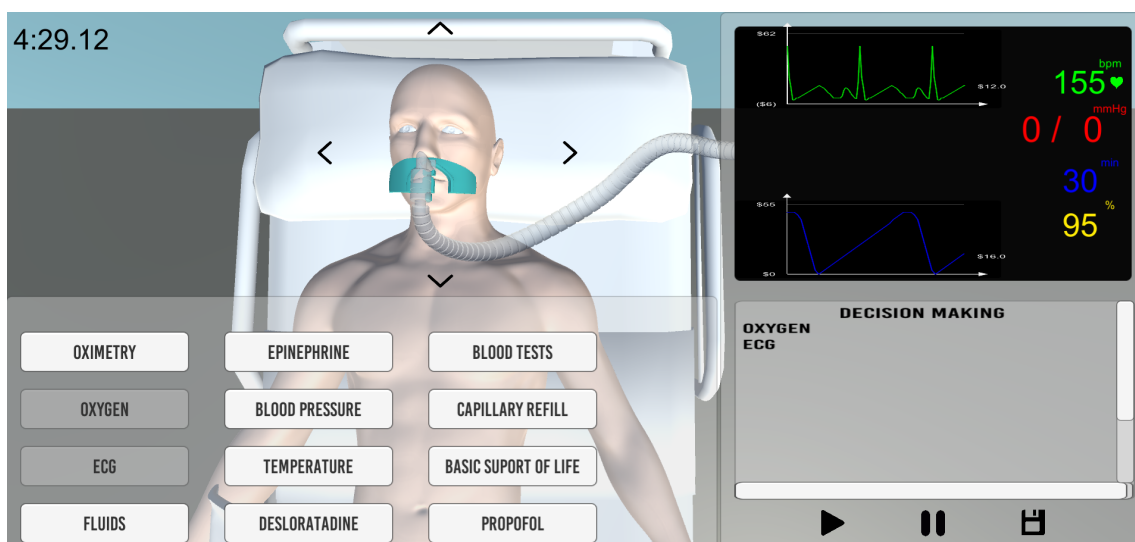 4:29.12
$62
($6)
$12.0
bpm
155
mmHg
0 / 0
min
30
%
95
$65
$0
$16.0
DECISION MAKING
OXYGEN
ECG
OXIMETRY
EPINEPHRINE
BLOOD TESTS
OXYGEN
BLOOD PRESSURE
CAPILLARY REFILL
ECG
TEMPERATURE
BASIC SUPORT OF LIFE
FLUIDS
DESLORATADINE
PROPOFOL